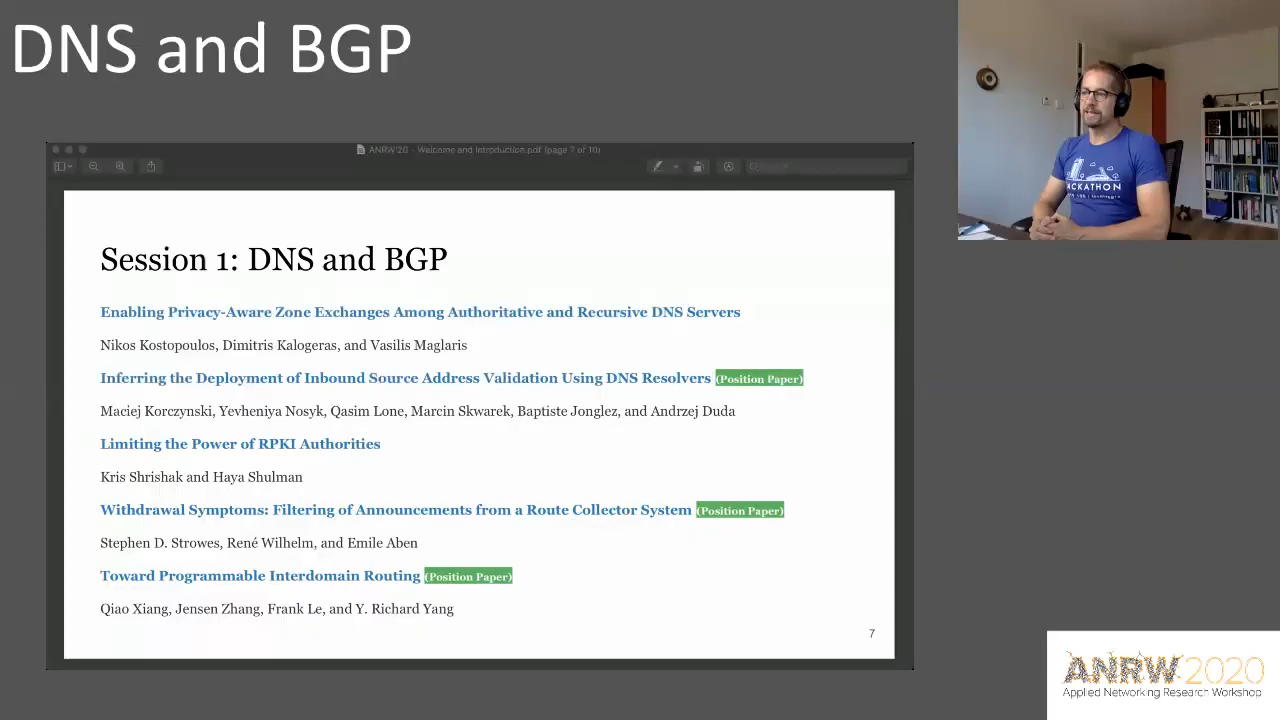 DNS and BGP
ANRW'20 - Welcome and Introduction.pdf (page 7 of 10)
Session 1: DNS and BGP
Enabling Privacy-Aware Zone Exchanges Among Authoritative and Recursive DNS Servers
Nikos Kostopoulos, Dimitris Kalogeras, and Vasilis Maglaris
Inferring the Deployment of Inbound Source Address Validation Using DNS Resolvers (Position Paper)
Maciej Korczynski, Yevheniya Nosyk, Qasim Lone, Marcin Skwarek, Baptiste Jonglez, and Andrzej Duda
Limiting the Power of RPKI Authorities
Kris Shrishak and Haya Shulman
Withdrawal Symptoms: Filtering of Announcements from a Route Collector System (Position Paper)
Stephen D. Strowes, René Wilhelm, and Emile Aben
Toward Programmable Interdomain Routing (Position Paper)
Qiao Xiang, Jensen Zhang, Frank Le, and Y. Richard Yang
7
ANRW 2020
Applied Networking Research Workshop